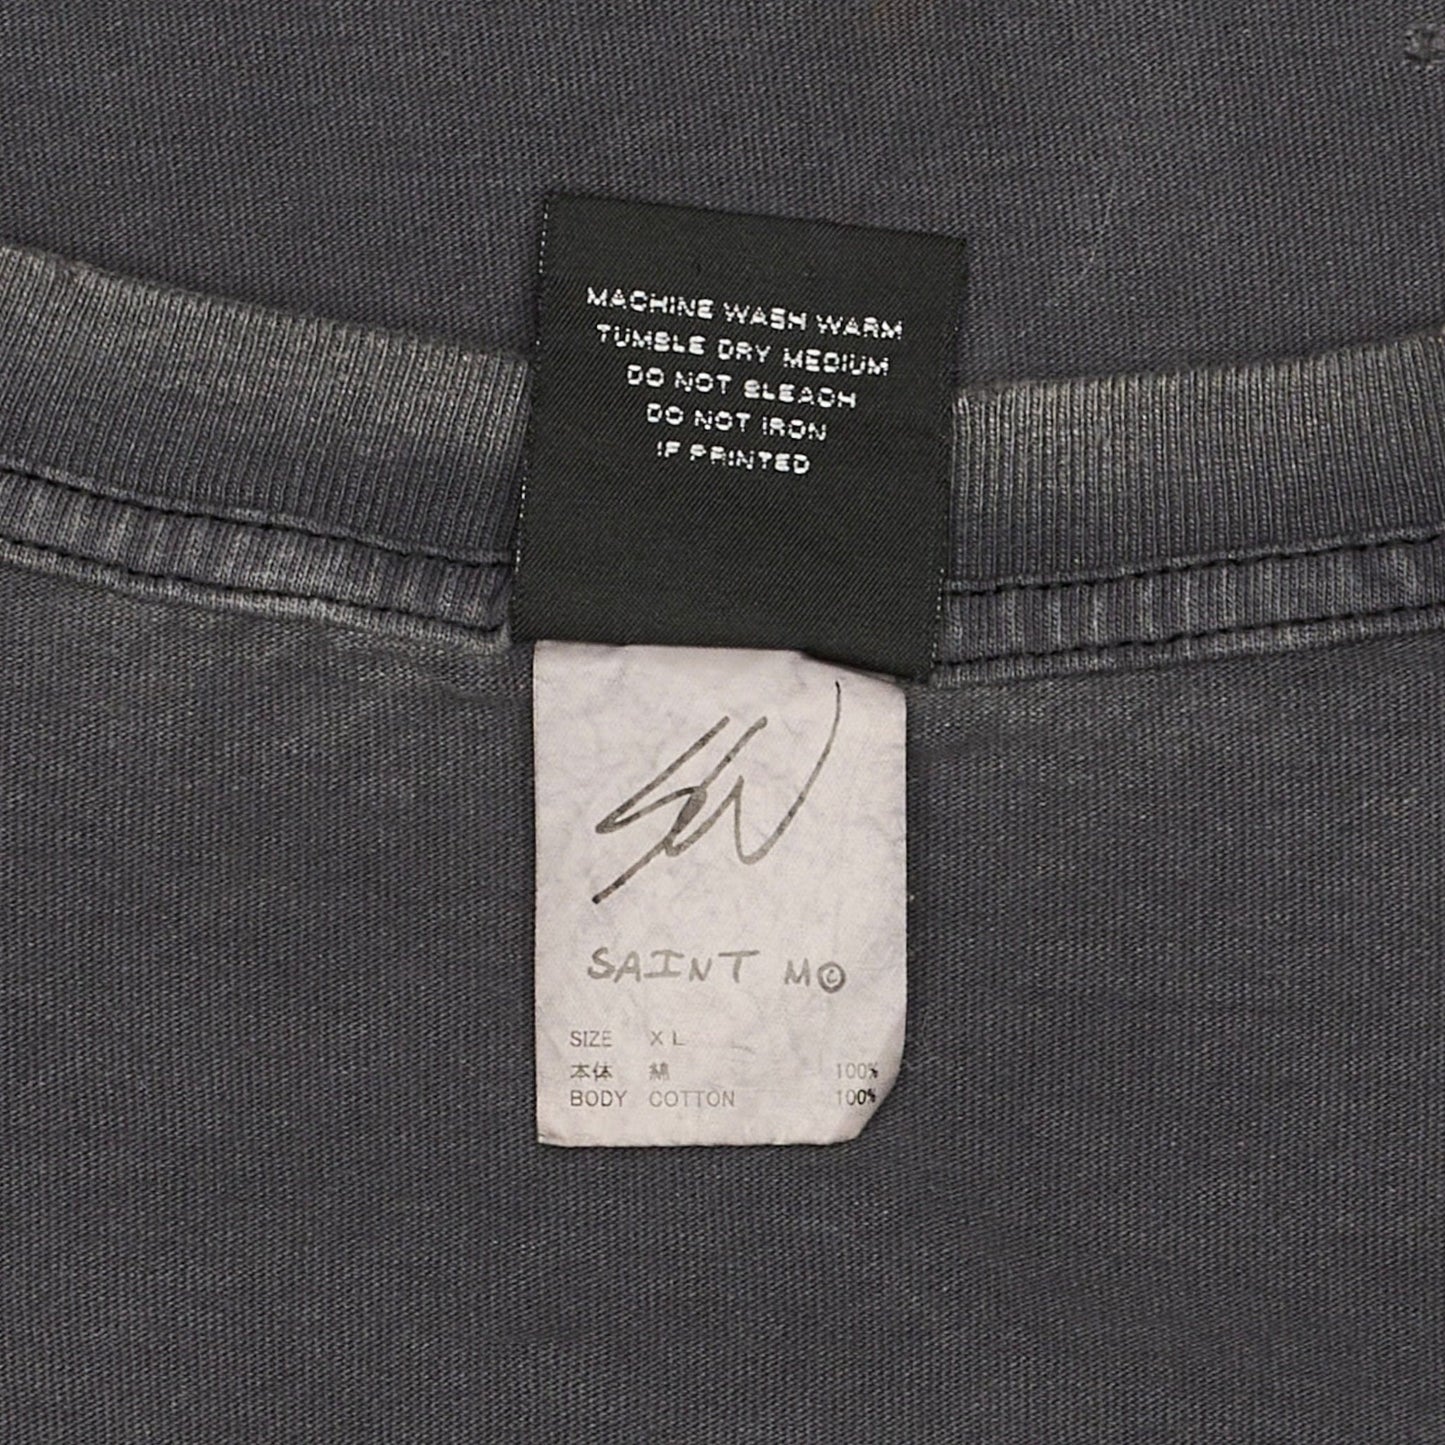 MACHINE WASH WARM
TUMBLE DRY MEDIUM
DO NOT BLEACH
DO NOT IRON
IF PRINTED
SAINT M©
SIZE XL
本体 綿 100%
BODY COTTON 100%